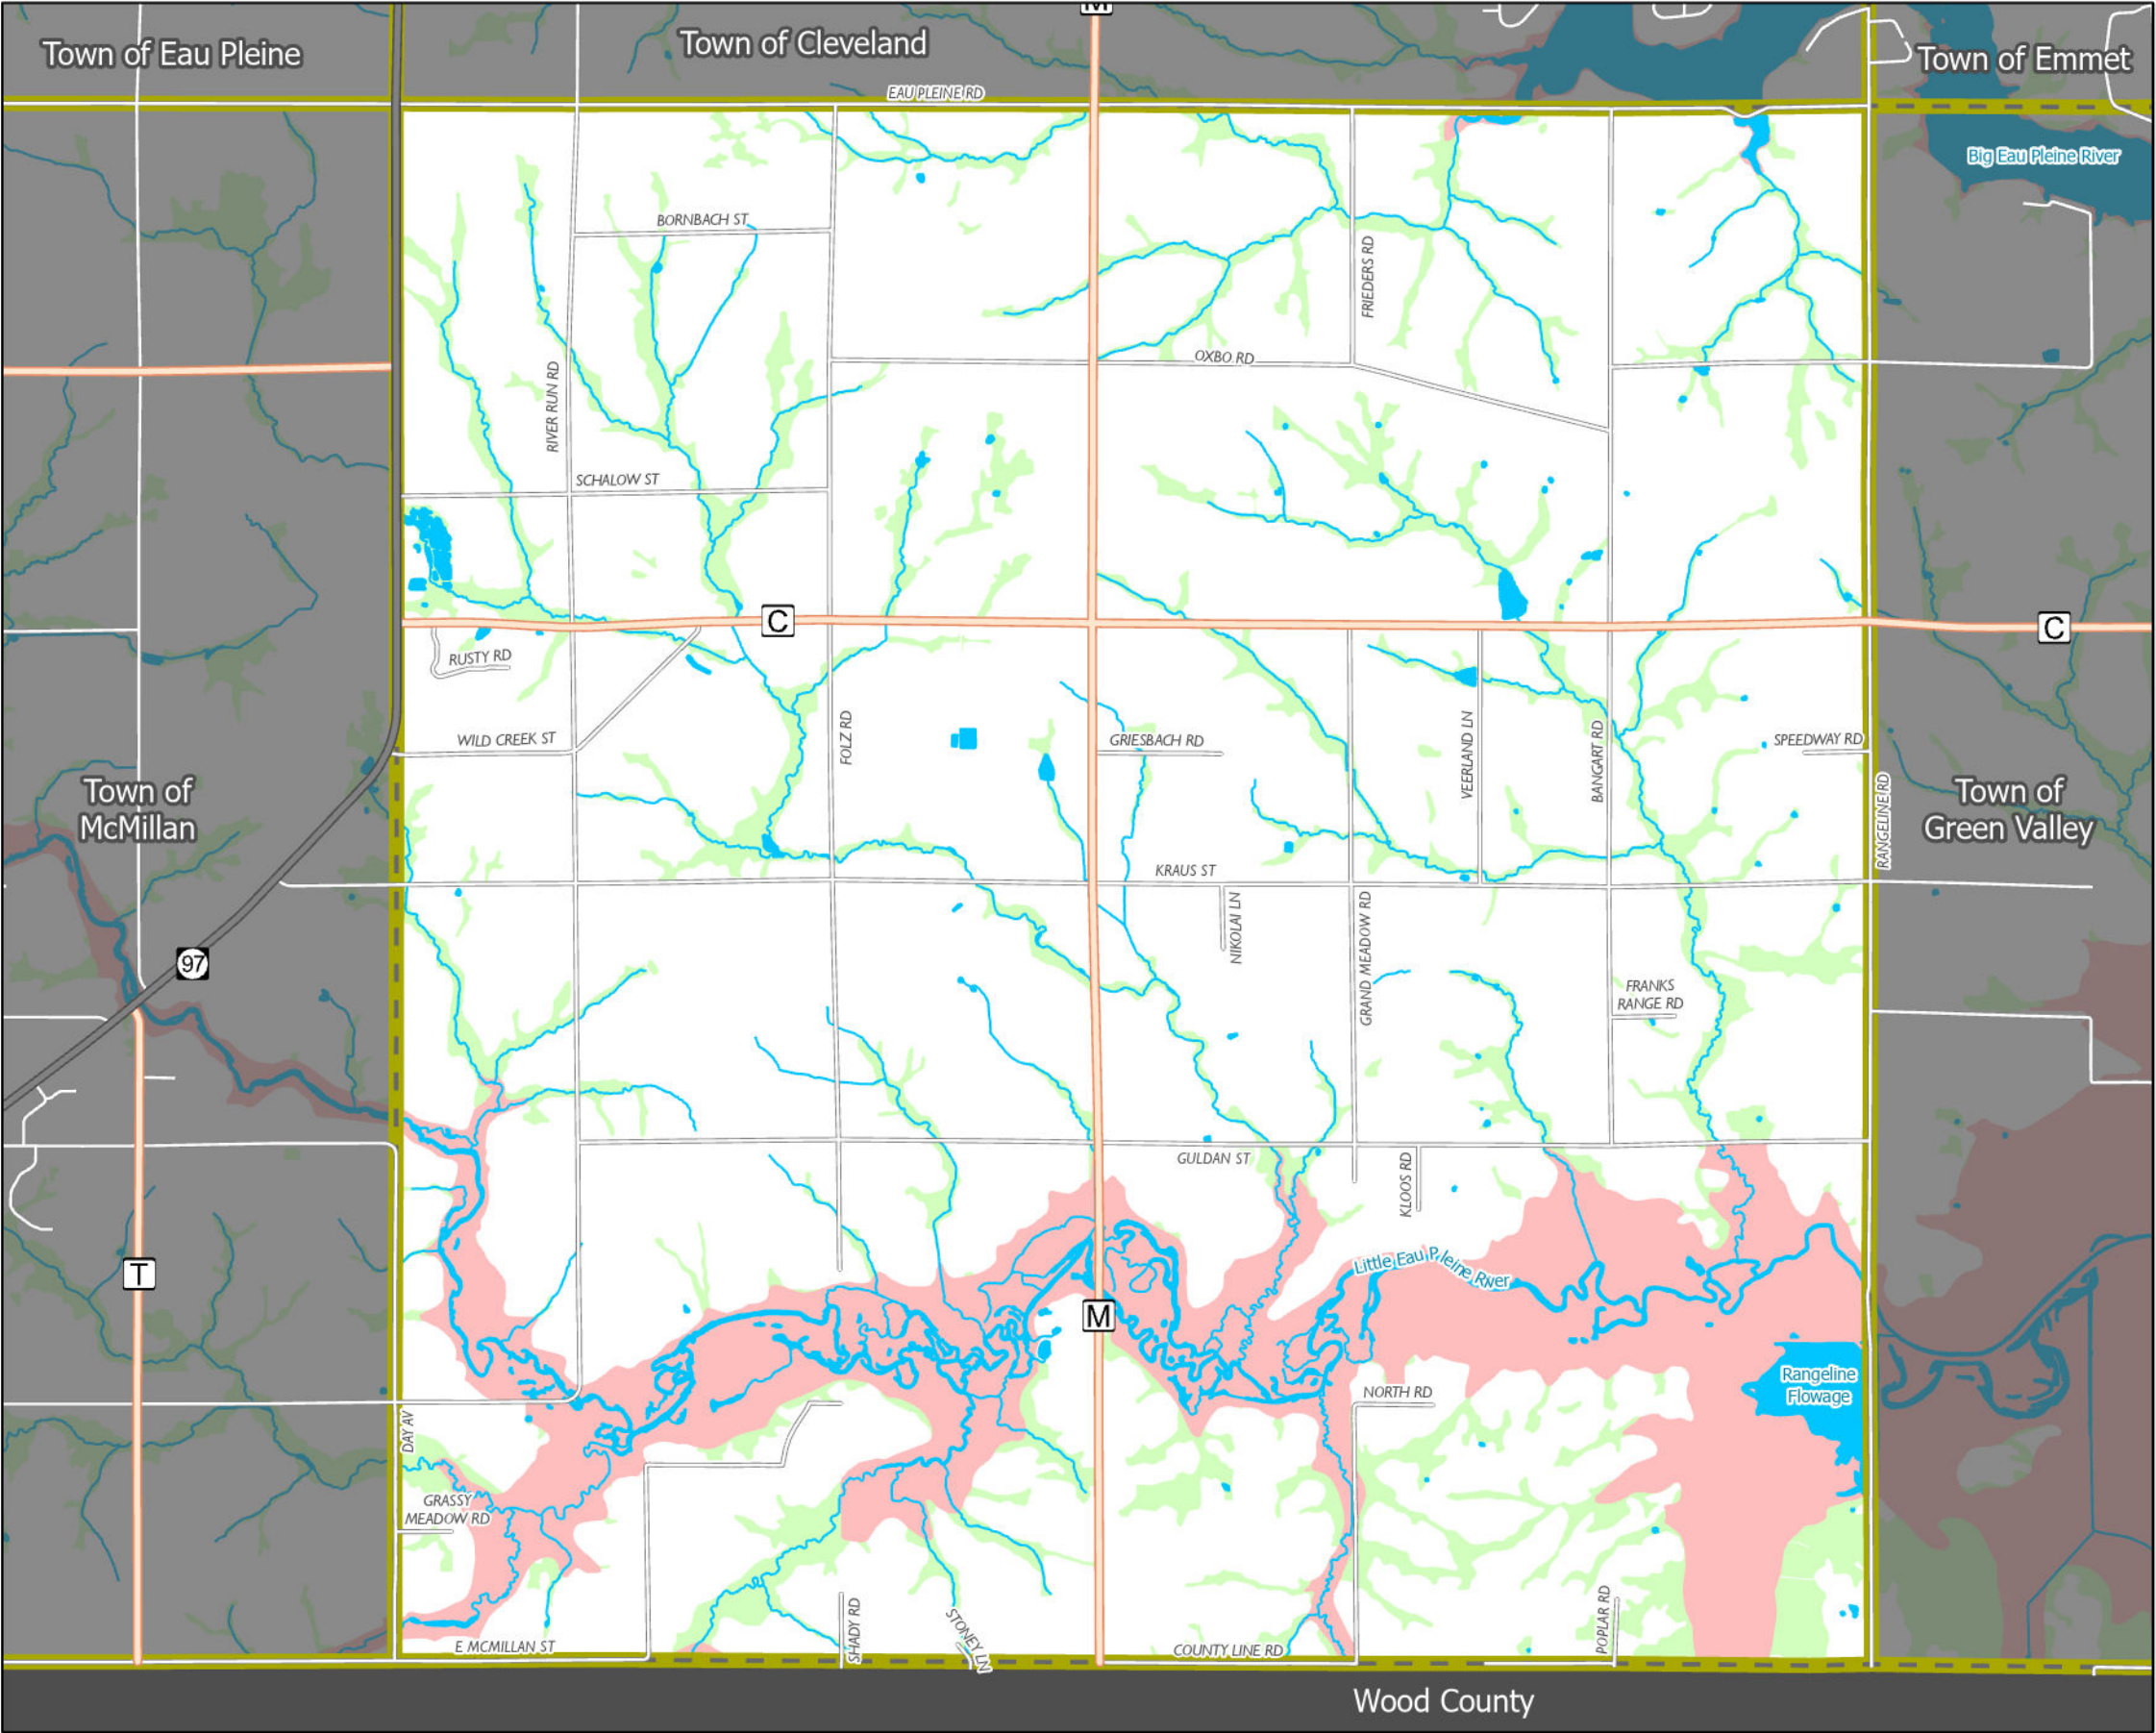 M
Town of Eau Pleine
Town of Cleveland
Town of Emmet
EAU PLEINE RD
Big Eau Pleine River
BORNBACH ST
FRIEDERS RD
OXBO RD
RIVER RUN RD
SCHALOW ST
C
C
RUSTY RD
WILD CREEK ST
FOLZ RD
GRIESBACH RD
VEERLAND LN
BANGART RD
SPEEDWAY RD
Town of
McMillan
RANGELINE RD
Town of
Green Valley
KRAUS ST
NIKOLAI LN
GRAND MEADOW RD
97
FRANKS
RANGE RD
GULDAN ST
KLOOS RD
T
Little Eau Pleine River
M
Rangeline
Flowage
NORTH RD
DAY AV
GRASSY
MEADOW RD
E MCMILLAN ST
SHADY RD
STONEY LN
COUNTY LINE RD
POPLAR RD
Wood County